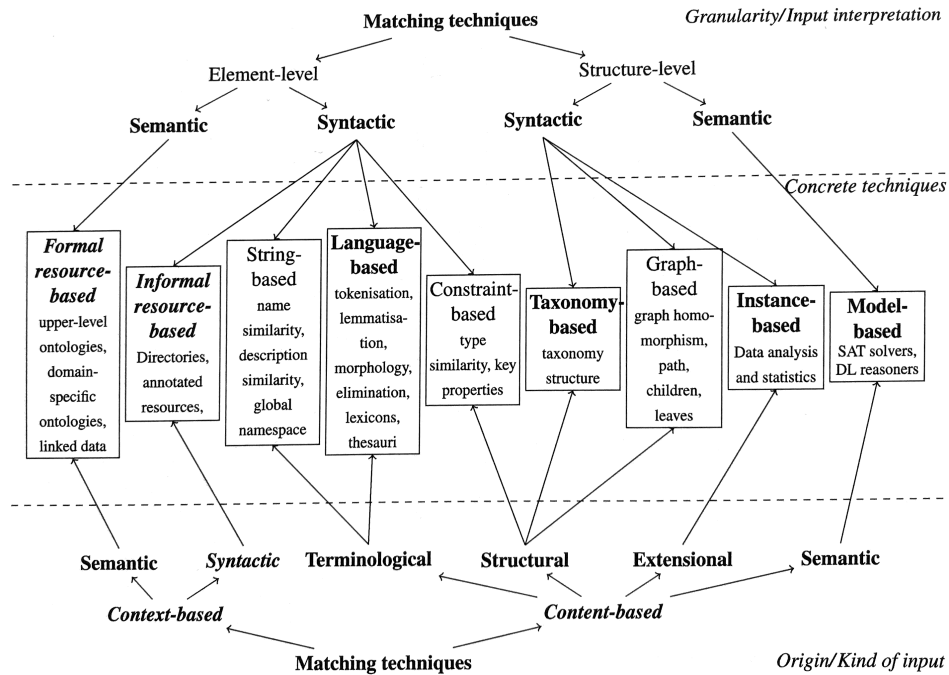 Matching techniques
Granularity/Input interpretation
Element-level
Structure-level
Semantic
Syntactic
Syntactic
Semantic
Concrete techniques
Formal
resource-
based
upper-level
ontologies,
domain-
specific
ontologies,
linked data
Informal
resource-
based
Directories,
annotated
resources,
String-
based
name
similarity,
description
similarity,
global
namespace
Language-
based
tokenisation,
lemmatisa-
tion,
morphology,
elimination,
lexicons,
thesauri
Constraint-
based
type
similarity, key
properties
Taxonomy-
based
taxonomy
structure
Graph-
based
graph homo-
morphism,
path,
children,
leaves
Instance-
based
Data analysis
and statistics
Model-
based
SAT solvers,
DL reasoners
Semantic
Syntactic
Terminological
Structural
Extensional
Semantic
Context-based
Content-based
Matching techniques
Origin/Kind of input